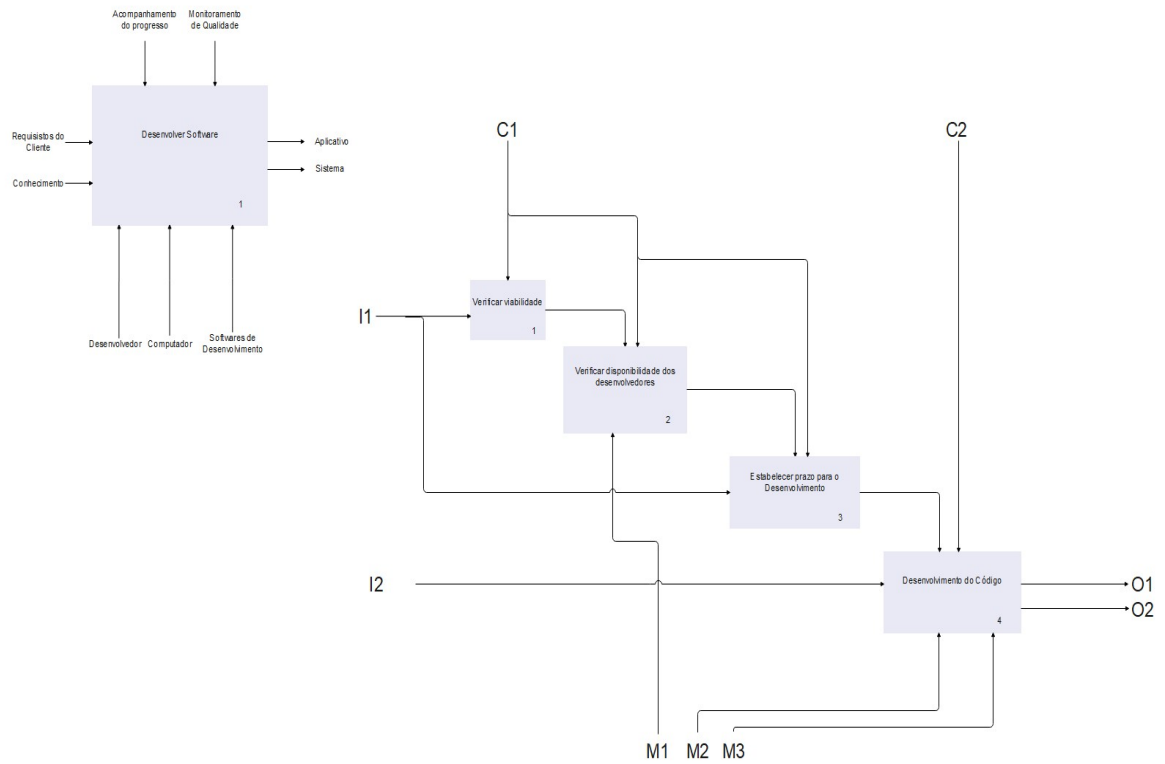 Acompanhamento
do progresso
Monitoramento
de Qualidade
Desenvolver Software
Requisistos do
Cliente
Conhecimento
Aplicativo
Sistema
1
Desenvolvedor
Computador
Softwares de
Desenvolvimento
C1
C2
I1
Verificar viabilidade
1
Verificar disponibilidade dos
desenvolvedores
2
Estabelecer prazo para o
Desenvolvimento
3
I2
Desenvolvimento do Código
4
O1
O2
M1
M2
M3